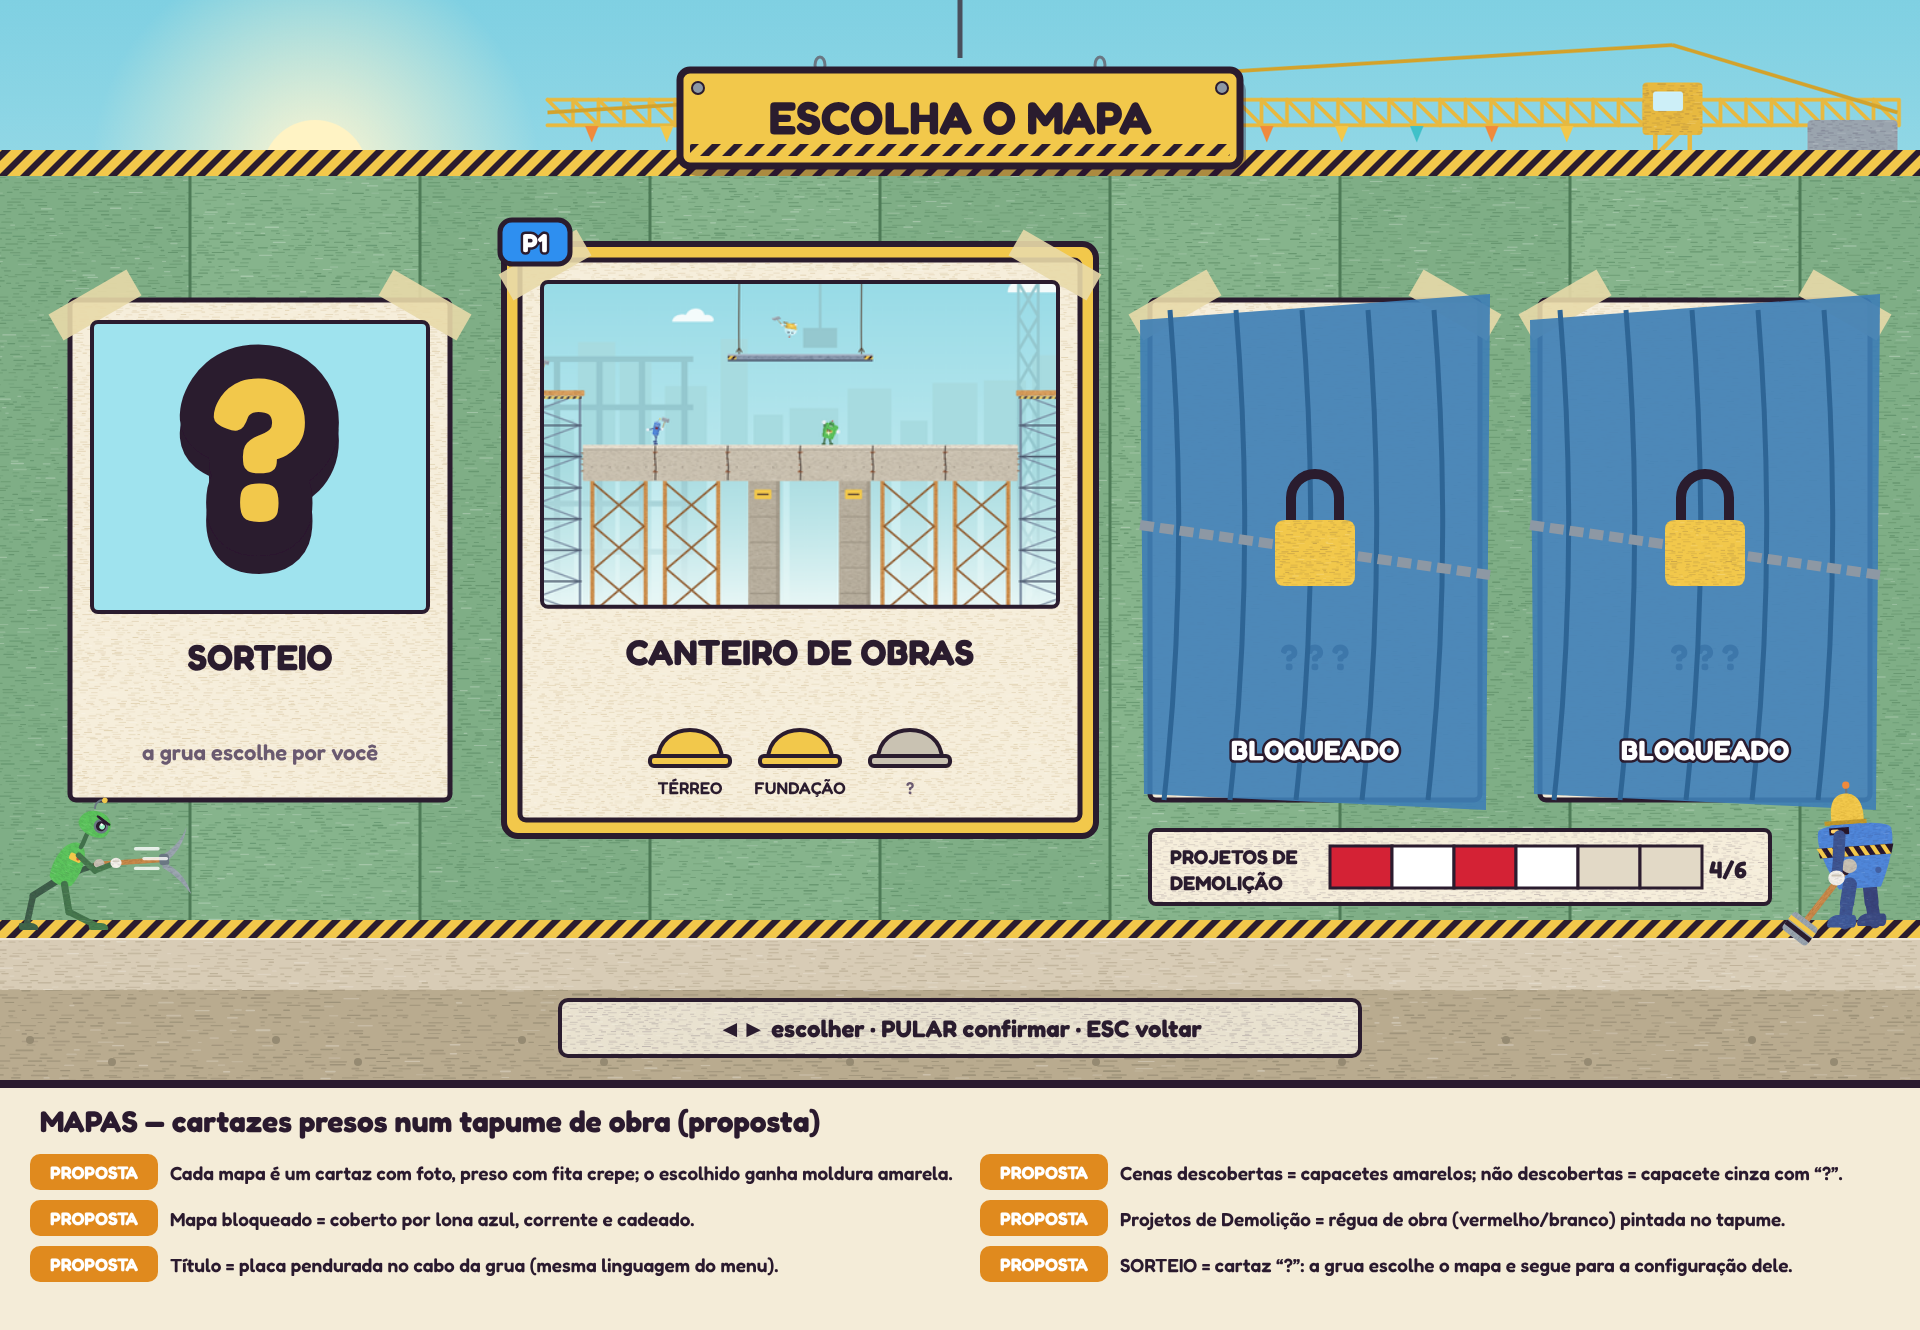 ESCOLHA O MAPA
P1
?
SORTEIO
a grua escolhe por você
CANTEIRO DE OBRAS
TÉRREO
FUNDAÇÃO
?
? ? ?
BLOQUEADO
? ? ?
BLOQUEADO
PROJETOS DE
DEMOLIÇÃO
4/6
◄ ► escolher · PULAR confirmar · ESC voltar
MAPAS — cartazes presos num tapume de obra (proposta)
PROPOSTA Cada mapa é um cartaz com foto, preso com fita crepe; o escolhido ganha moldura amarela.
PROPOSTA Mapa bloqueado = coberto por lona azul, corrente e cadeado.
PROPOSTA Título = placa pendurada no cabo da grua (mesma linguagem do menu).
PROPOSTA Cenas descobertas = capacetes amarelos; não descobertas = capacete cinza com “?”.
PROPOSTA Projetos de Demolição = régua de obra (vermelho/branco) pintada no tapume.
PROPOSTA SORTEIO = cartaz “?”: a grua escolhe o mapa e segue para a configuração dele.